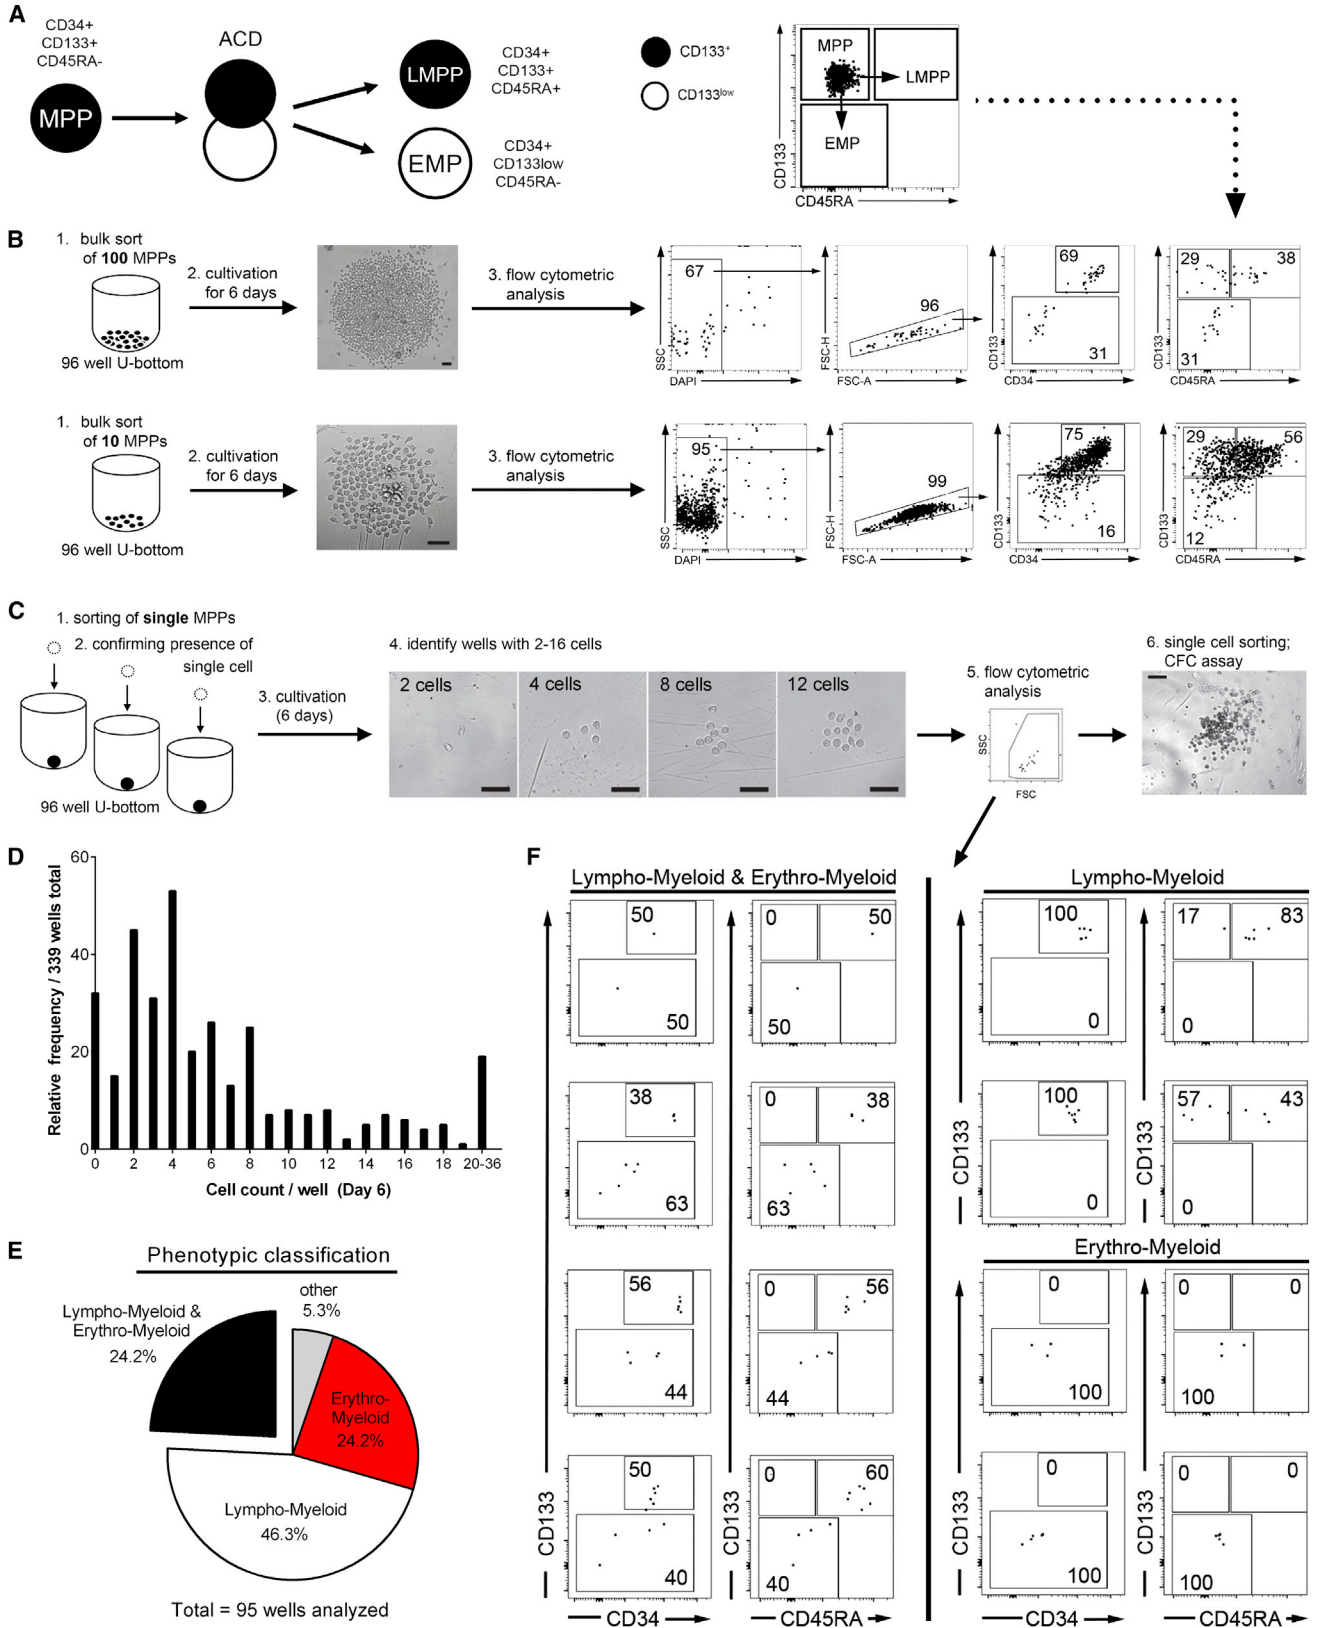 A
CD34+
CD133+
CD45RA-
MPP
ACD
LMPP
CD34+
CD133+
CD45RA+
EMP
CD34+
CD133low
CD45RA-
CD133+
CD133low
MPP
LMPP
EMP
CD133
CD45RA
B
1. bulk sort
of 100 MPPs
96 well U-bottom
2. cultivation
for 6 days
3. flow cytometric
analysis
67
SSC
DAPI
96
FSC-H
FSC-A
69
31
CD133
CD34
29
38
31
CD133
CD45RA
1. bulk sort
of 10 MPPs
96 well U-bottom
2. cultivation
for 6 days
3. flow cytometric
analysis
95
SSC
DAPI
99
FSC-H
FSC-A
75
16
CD133
CD34
29
56
12
CD133
CD45RA
C
1. sorting of single MPPs
2. confirming presence of
single cell
96 well U-bottom
3. cultivation
(6 days)
4. identify wells with 2-16 cells
2 cells
4 cells
8 cells
12 cells
5. flow cytometric
analysis
SSC
FSC
6. single cell sorting;
CFC assay
D
Relative frequency / 339 wells total
60
40
20
0
0 2 4 6 8 10 12 14 16 18 20-36
Cell count / well (Day 6)
E
Phenotypic classification
Lympho-Myeloid &
Erythro-Myeloid
24.2%
other
5.3%
Erythro-
Myeloid
24.2%
Lympho-Myeloid
46.3%
Total = 95 wells analyzed
F
Lympho-Myeloid & Erythro-Myeloid
50
50
0
50
50
38
63
0
38
63
56
44
0
56
44
50
40
0
60
40
CD133
CD34
CD133
CD45RA
Lympho-Myeloid
100
0
17
83
0
100
0
57
43
0
CD133
CD133
Erythro-Myeloid
0
100
0
0
100
0
100
0
0
100
CD133
CD34
CD133
CD45RA